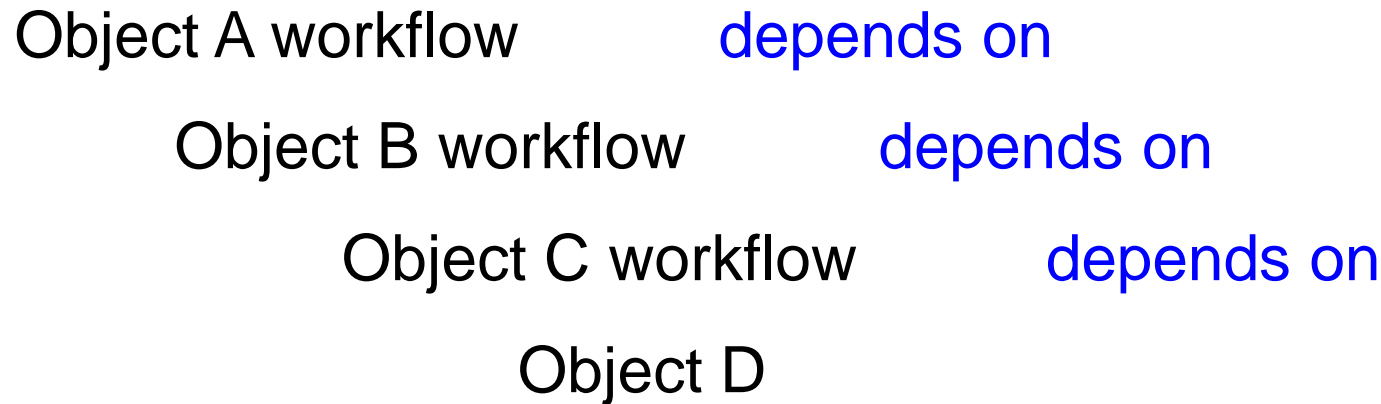 Object A workflow depends on
Object B workflow depends on
Object C workflow depends on
Object D